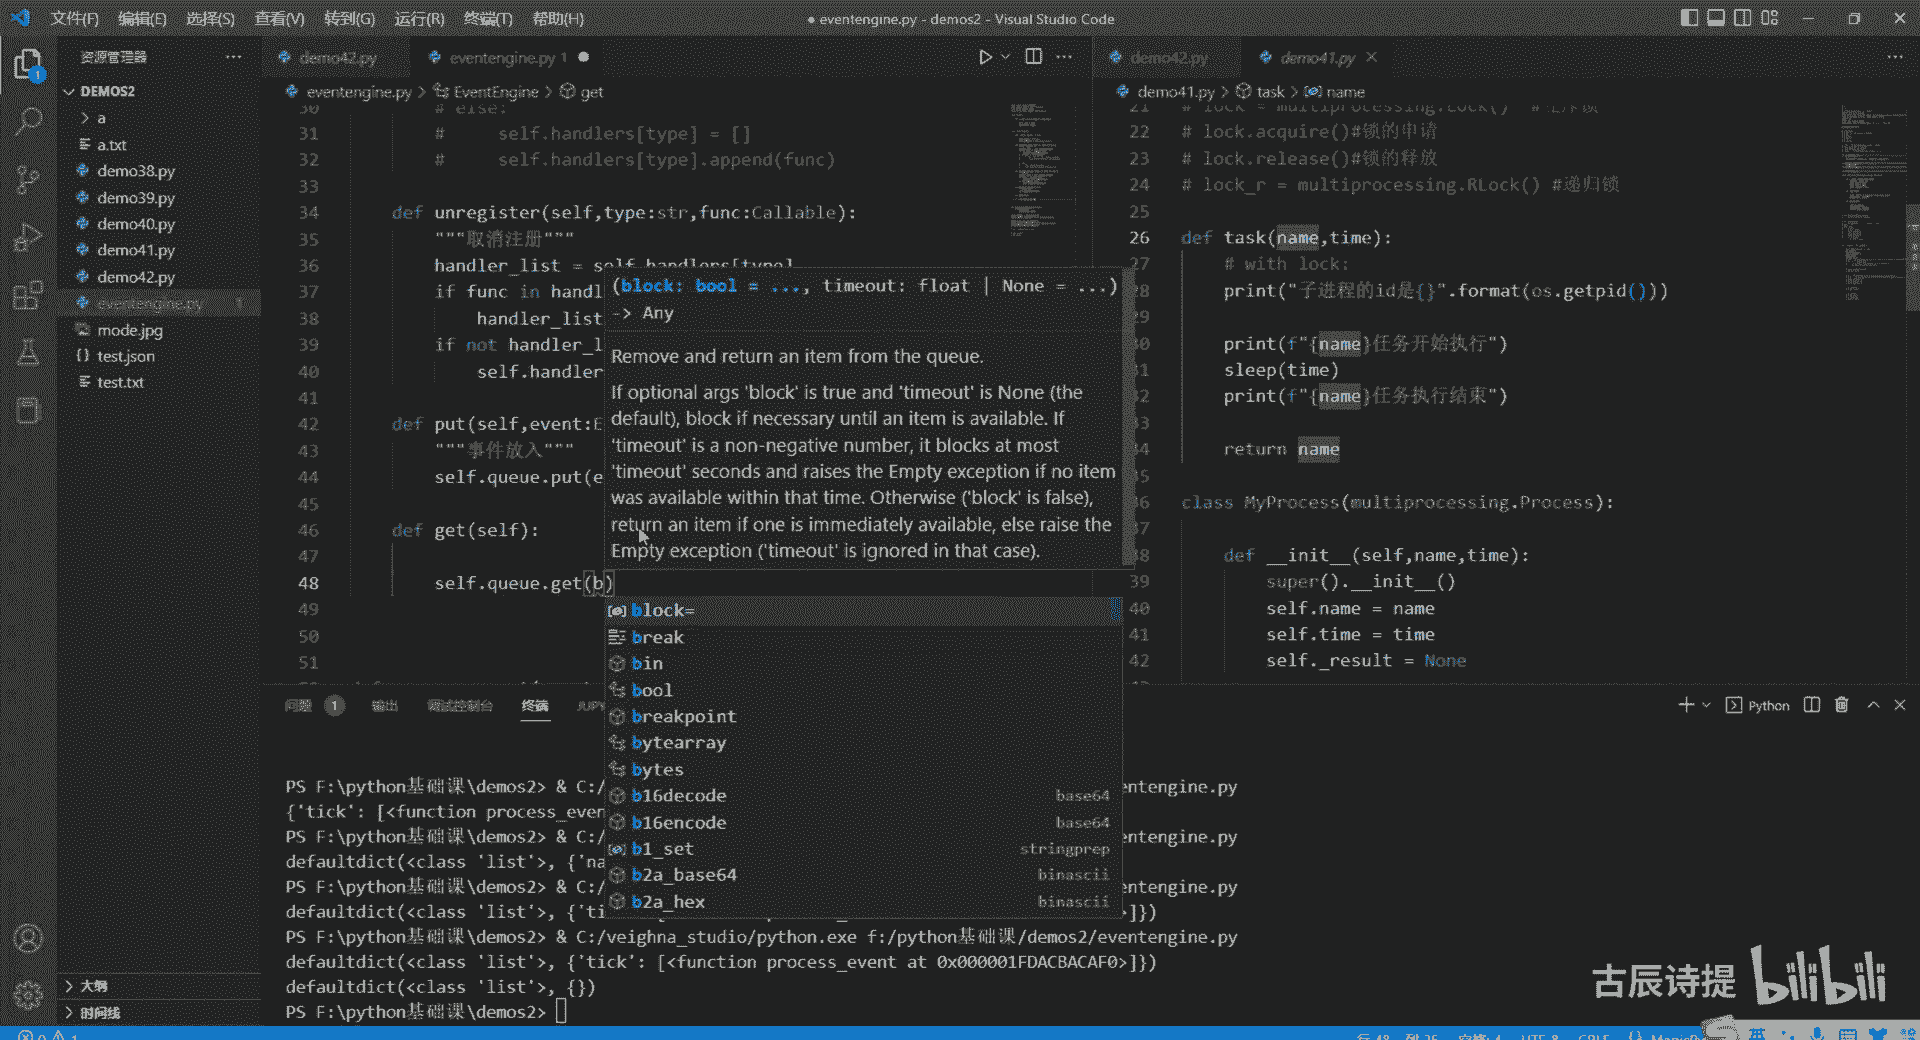 文件(F) 编辑(E) 选择(S) 查看(V) 转到(G) 运行(R) 终端(T) 帮助(H)
● eventengine.py - demos2 - Visual Studio Code
资源管理器
DEMOS2
a
a.txt
demo38.py
demo39.py
demo40.py
demo41.py
demo42.py
eventengine.py 1
mode.jpg
test.json
test.txt
大纲
时间线
demo42.py
eventengine.py 1
eventengine.py > EventEngine > get
30 # else:
31 # self.handlers[type] = []
32 # self.handlers[type].append(func)
33
34 def unregister(self,type:str,func:Callable):
35 """取消注册"""
36 handler_list = self.handlers[type]
37 if func in handl
38 handler_list
39 if not handler_l
40 self.handler
41
42 def put(self,event:E
43 """事件放入"""
44 self.queue.put(e
45
46 def get(self):
47
48 self.queue.get(b)
49
50
51
(block: bool = ..., timeout: float | None = ...)
-> Any
Remove and return an item from the queue.
If optional args 'block' is true and 'timeout' is None (the
default), block if necessary until an item is available. If
'timeout' is a non-negative number, it blocks at most
'timeout' seconds and raises the Empty exception if no item
was available within that time. Otherwise ('block' is false),
return an item if one is immediately available, else raise the
Empty exception ('timeout' is ignored in that case).
block=
break
bin
bool
breakpoint
bytearray
bytes
b16decode base64
b16encode base64
b1_set stringprep
b2a_base64 binascii
b2a_hex binascii
demo42.py
demo41.py
demo41.py > task > name
21 # lock = multiprocessing.Lock()
22 # lock.acquire()#锁的申请
23 # lock.release()#锁的释放
24 # lock_r = multiprocessing.RLock() #递归锁
25
26 def task(name,time):
27 # with lock:
28 print("子进程的id是{}".format(os.getpid()))
29
30 print(f"{name}任务开始执行")
31 sleep(time)
32 print(f"{name}任务执行结束")
33
34 return name
35
36 class MyProcess(multiprocessing.Process):
37
38 def __init__(self,name,time):
39 super().__init__()
40 self.name = name
41 self.time = time
42 self._result = None
问题 1 输出 调试控制台 终端 JUPY
Python
PS F:\python基础课\demos2> & C:/ entengine.py
{'tick': [<function process_even
PS F:\python基础课\demos2> & C:/ entengine.py
defaultdict(<class 'list'>, {'na
PS F:\python基础课\demos2> & C:/ entengine.py
defaultdict(<class 'list'>, {'ti >]})
PS F:\python基础课\demos2> & C:/veighna_studio/python.exe f:/python基础课/demos2/eventengine.py
defaultdict(<class 'list'>, {'tick': [<function process_event at 0x000001FDACBACAF0>]})
defaultdict(<class 'list'>, {})
PS F:\python基础课\demos2>
古辰诗提 bilibili